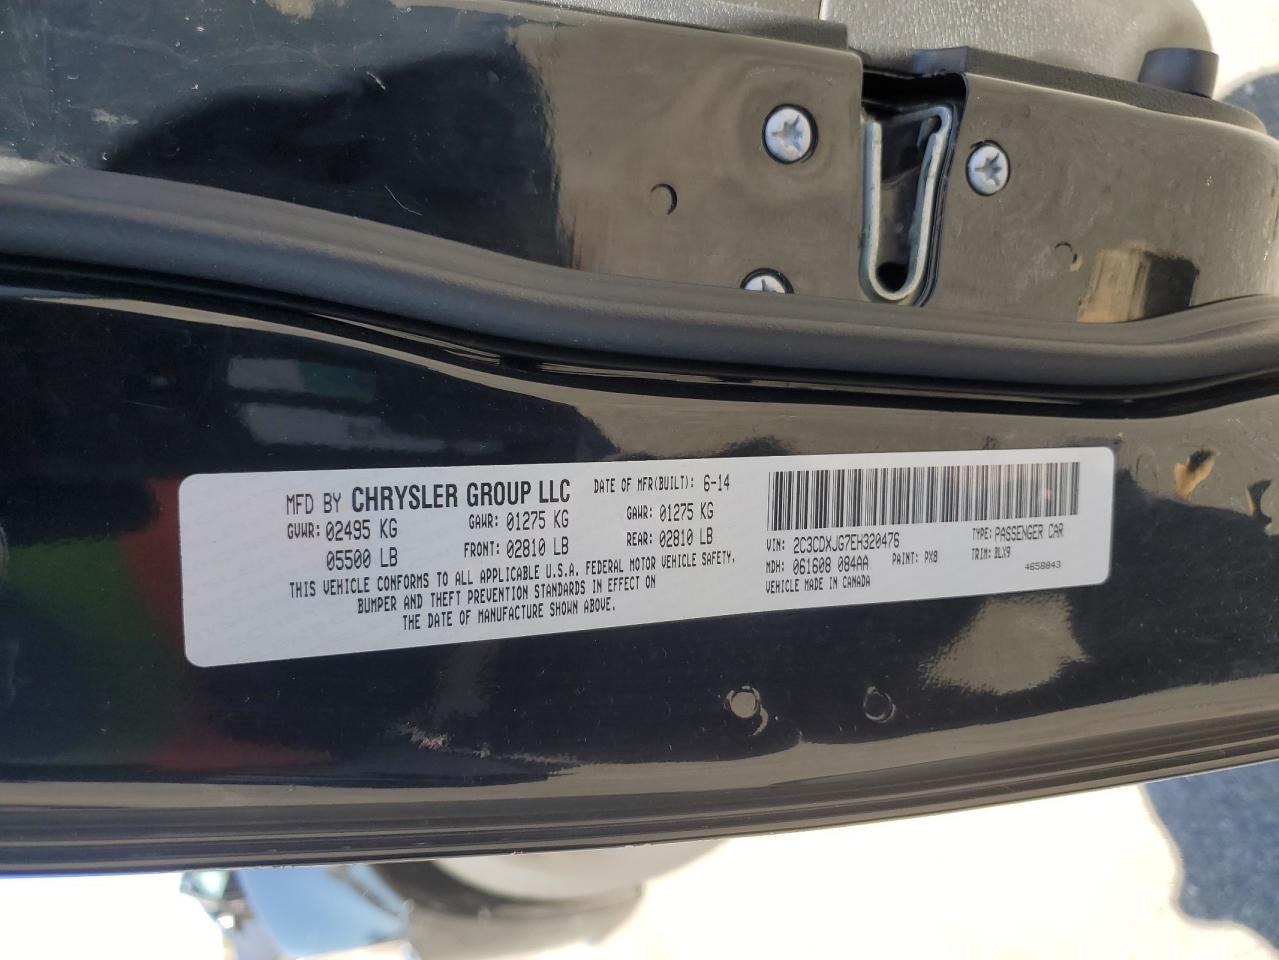 MFD BY CHRYSLER GROUP LLC DATE OF MFR(BUILT): 6-14
GVWR: 02495 KG GAWR: 01275 KG GAWR: 01275 KG
05500 LB FRONT: 02810 LB REAR: 02810 LB
THIS VEHICLE CONFORMS TO ALL APPLICABLE U.S.A. FEDERAL MOTOR VEHICLE SAFETY,
BUMPER AND THEFT PREVENTION STANDARDS IN EFFECT ON
THE DATE OF MANUFACTURE SHOWN ABOVE.
VIN: 2C3CDXJG7EH320476 TYPE: PASSENGER CAR
MDH: 061608 084AA PAINT: PX8 TRIM: BLX9
VEHICLE MADE IN CANADA 4658843